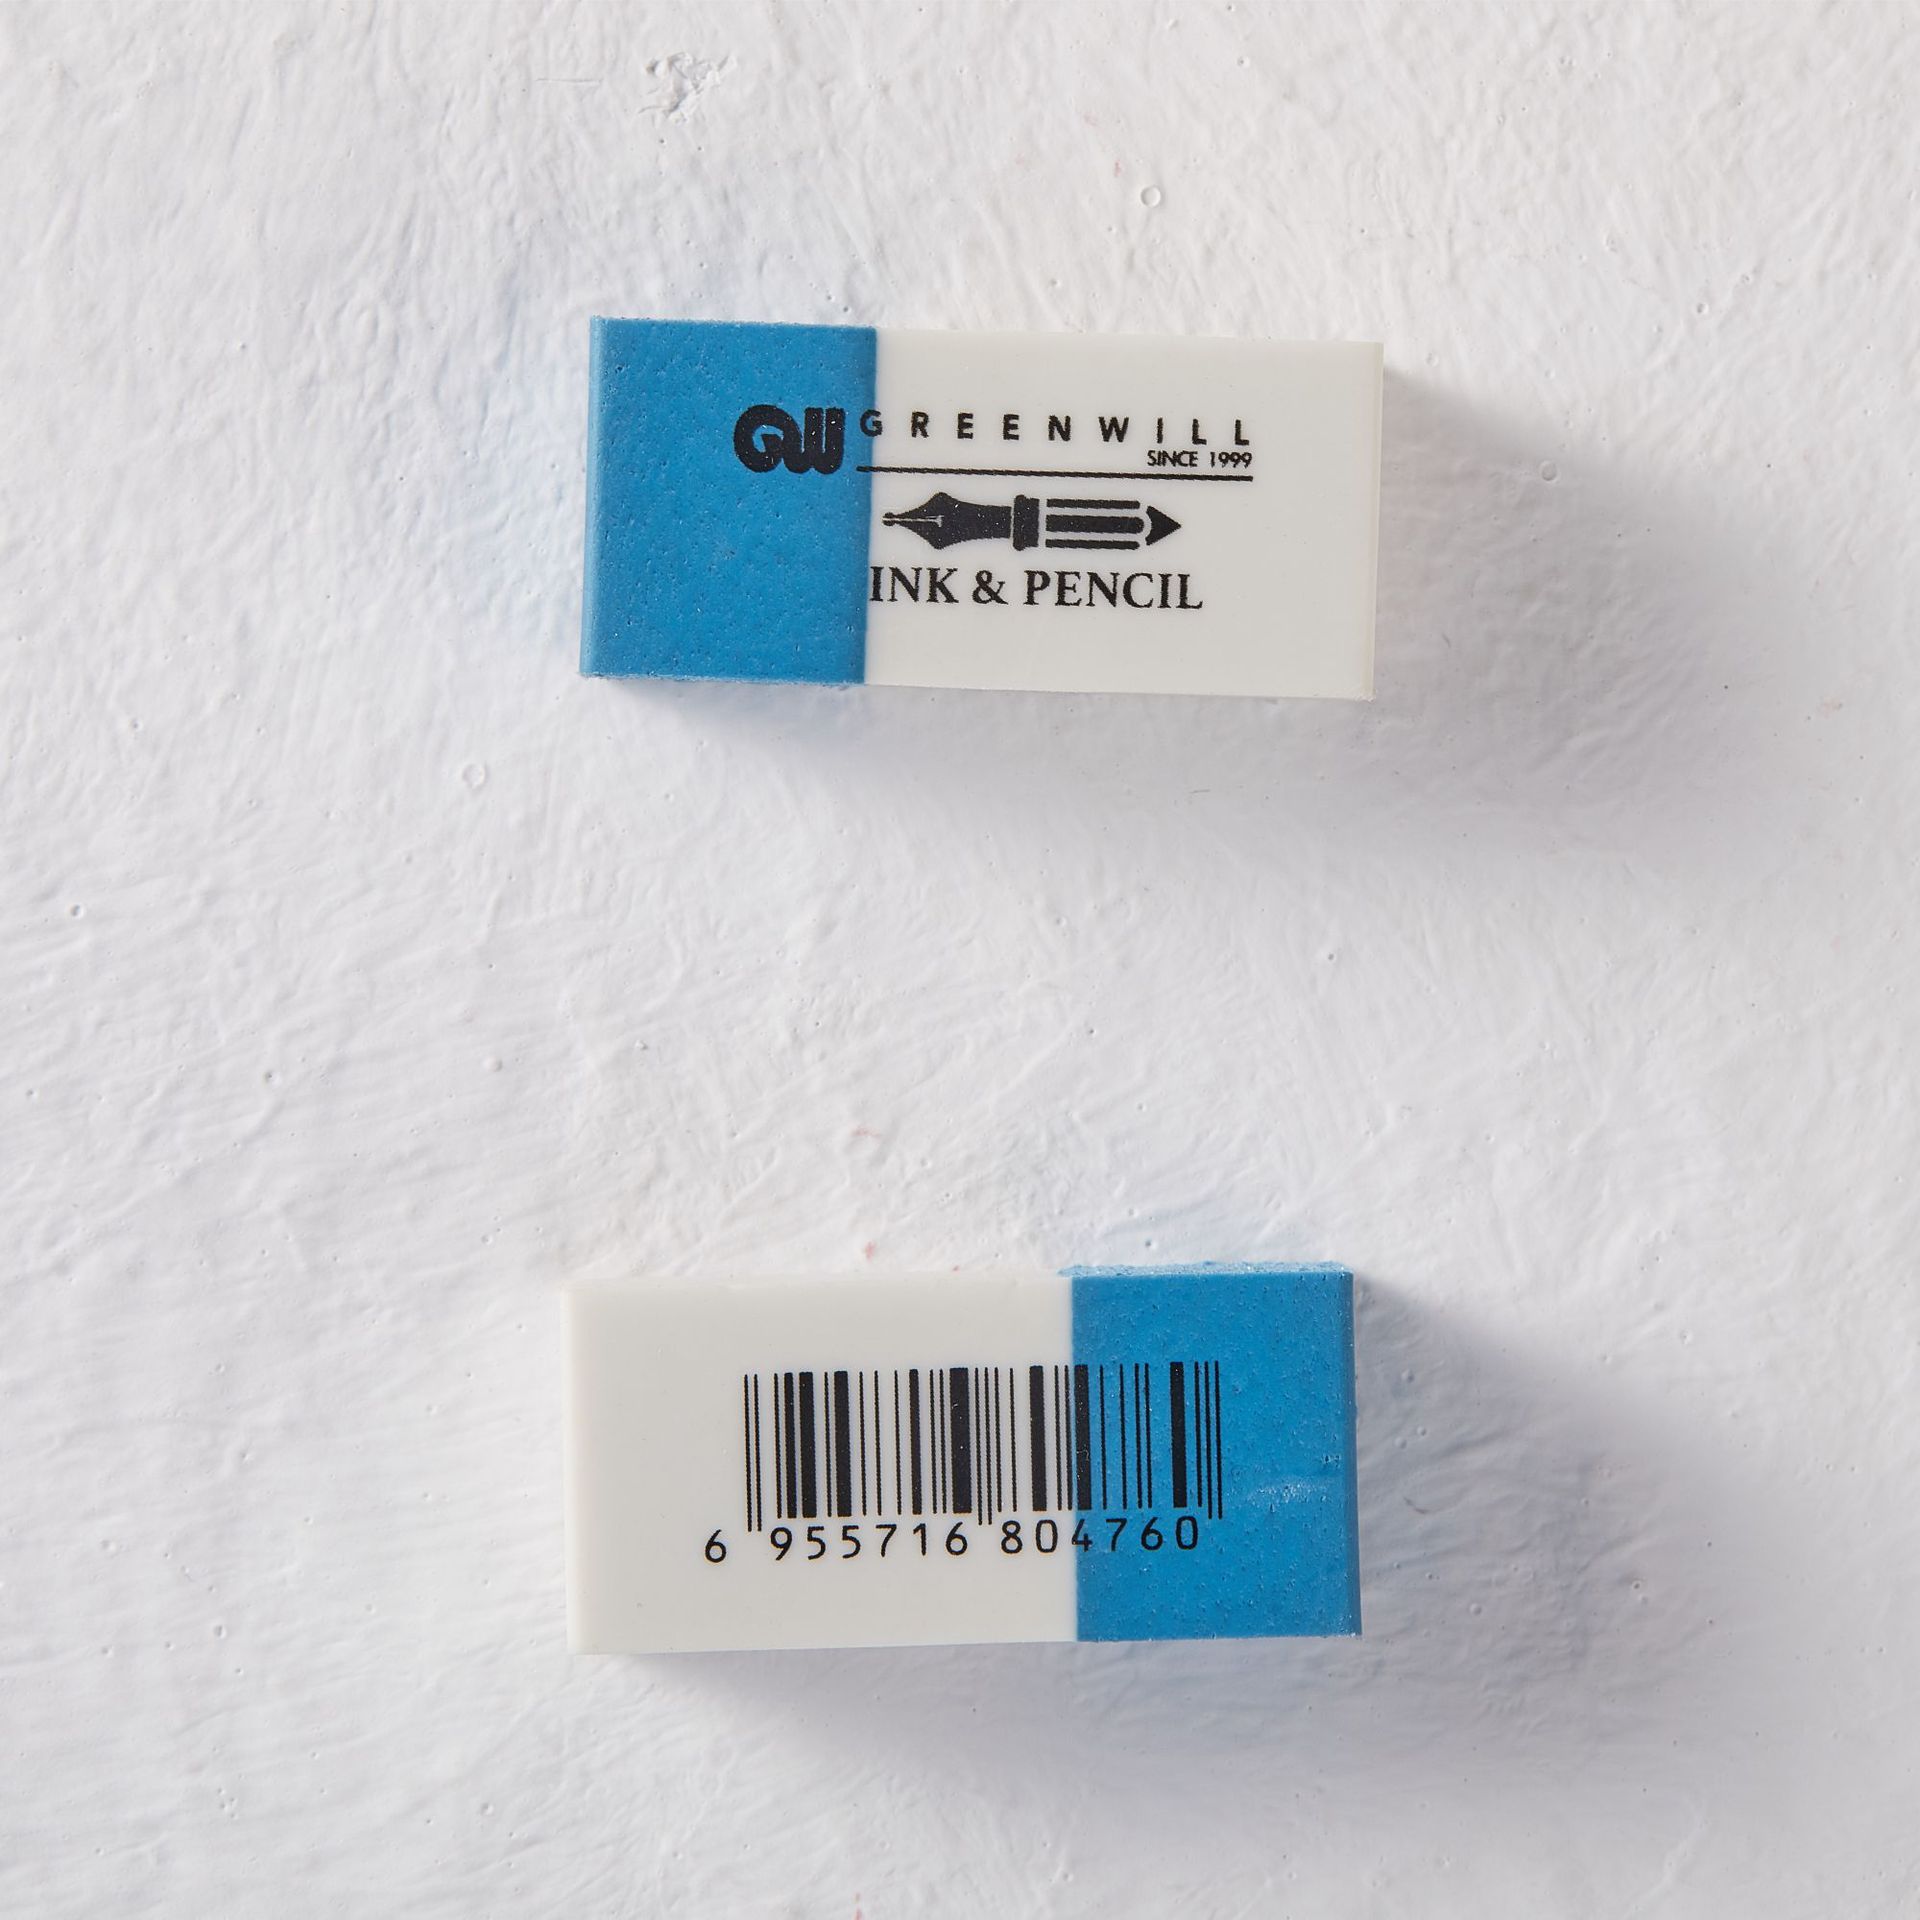 GW GREENWILL
SINCE 1999
INK & PENCIL
6 955716 804760